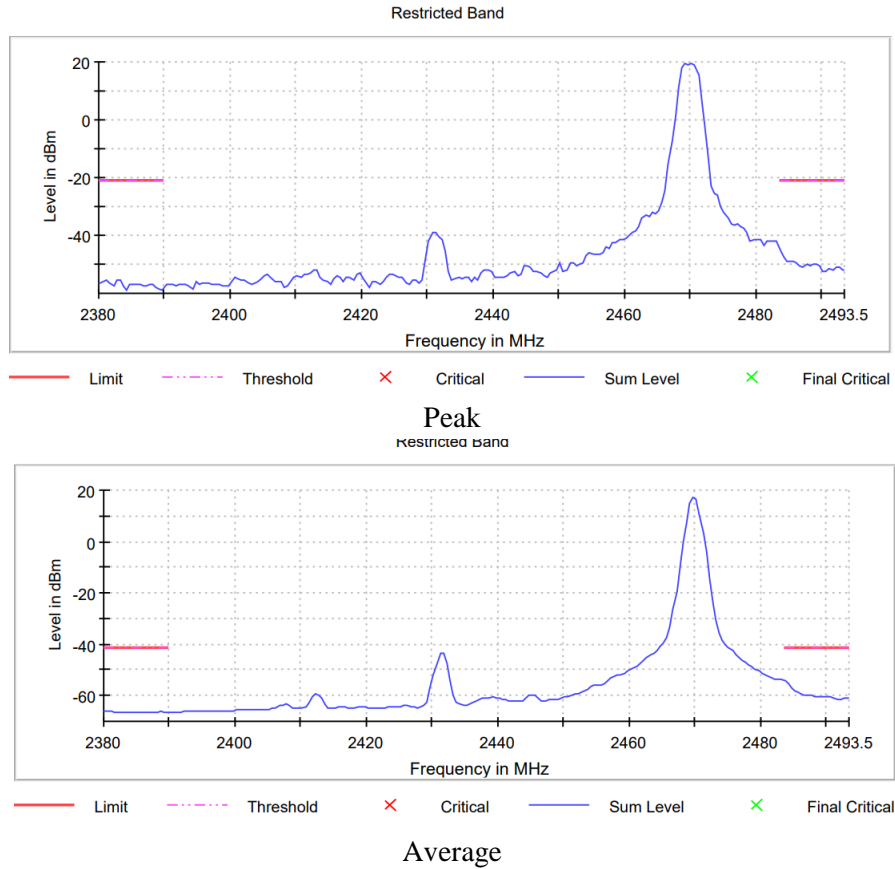 Restricted Band
20
0
-20
-40
Level in dBm
2380 2400 2420 2440 2460 2480 2493.5
Frequency in MHz
Limit Threshold Critical Sum Level Final Critical
Peak
Restricted Band
20
0
-20
-40
-60
Level in dBm
2380 2400 2420 2440 2460 2480 2493.5
Frequency in MHz
Limit Threshold Critical Sum Level Final Critical
Average